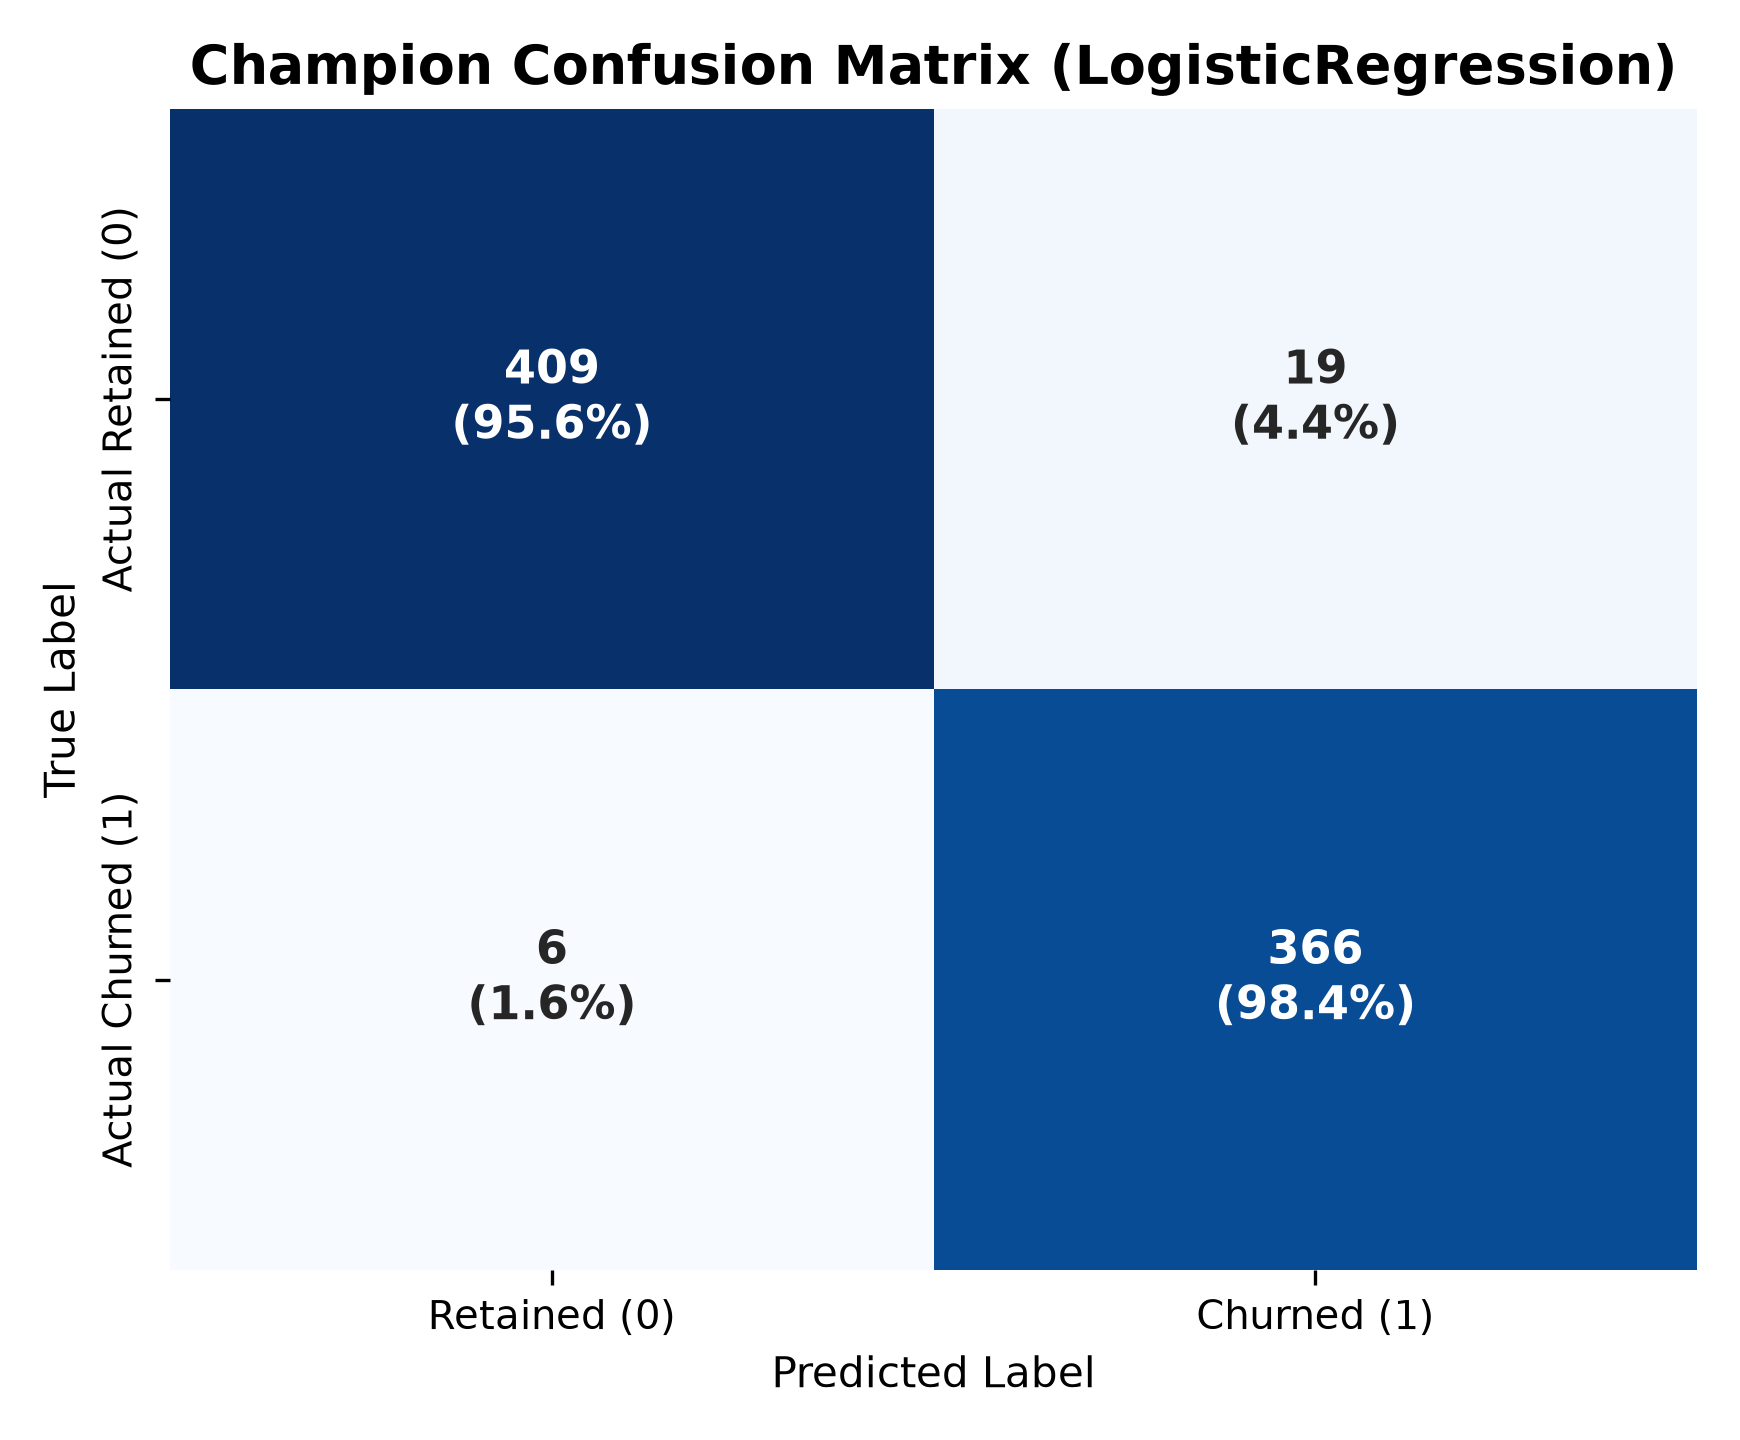 Champion Confusion Matrix (LogisticRegression)
True Label
Actual Retained (0)
409
(95.6%)
19
(4.4%)
Actual Churned (1)
6
(1.6%)
366
(98.4%)
Retained (0)
Churned (1)
Predicted Label